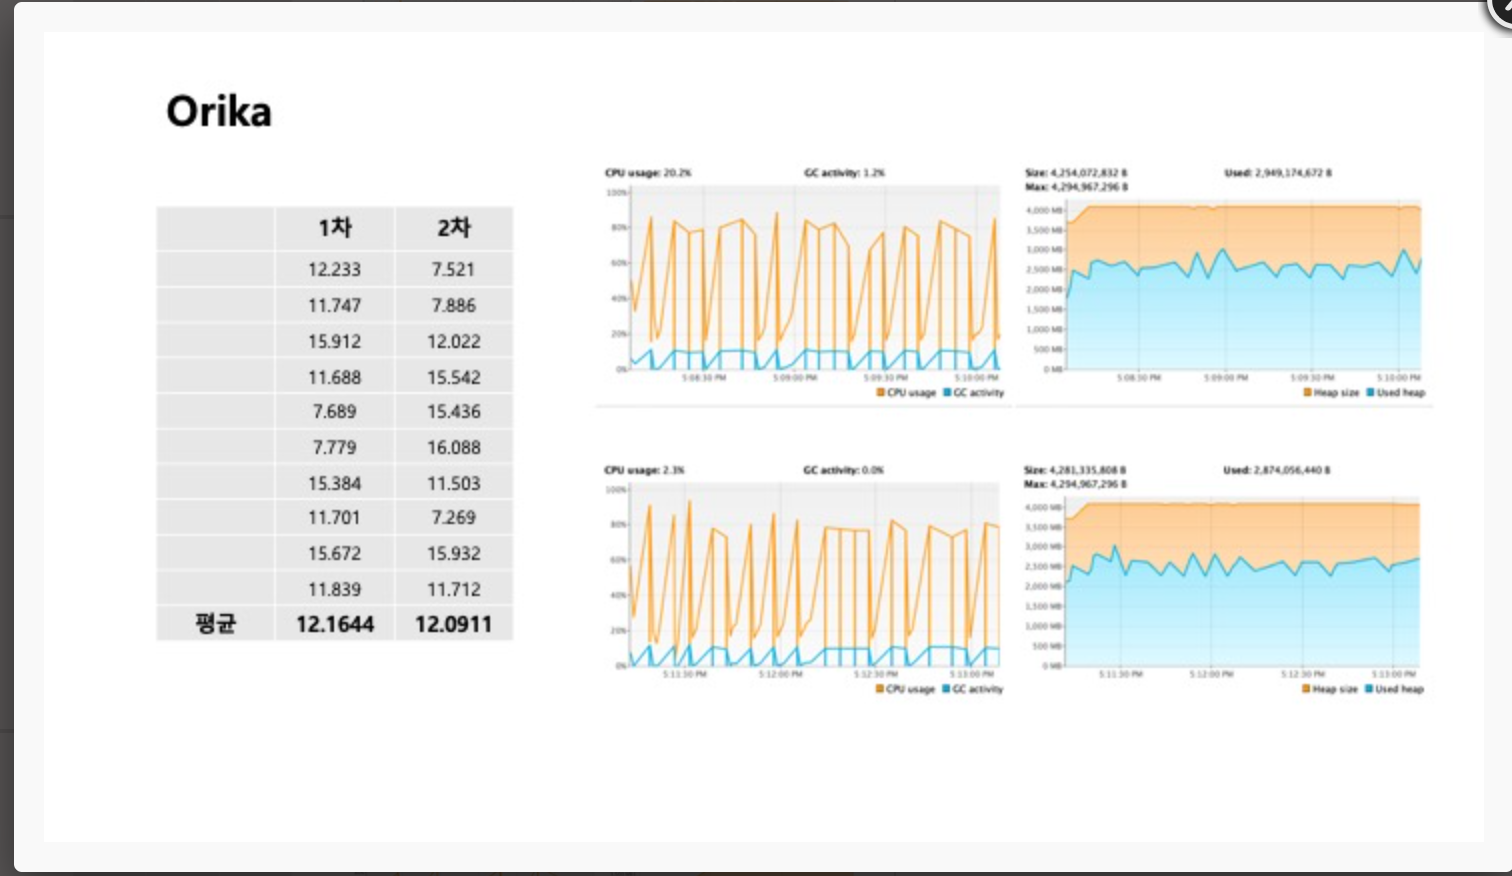 Orika
1차 2차
12.233 7.521
11.747 7.886
15.912 12.022
11.688 15.542
7.689 15.436
7.779 16.088
15.384 11.503
11.701 7.269
15.672 15.932
11.839 11.712
평균 12.1644 12.0911
CPU usage: 20.2% GC activity: 1.2%
100%
80%
60%
40%
20%
0%
5:08:30 PM 5:09:00 PM 5:09:30 PM 5:10:00 PM
CPU usage GC activity
Size: 4,254,072,832 B Used: 2,949,174,672 B
Max: 4,294,967,296 B
4,000 MB
3,500 MB
3,000 MB
2,500 MB
2,000 MB
1,500 MB
1,000 MB
500 MB
0 MB
5:08:30 PM 5:09:00 PM 5:09:30 PM 5:10:00 PM
Heap size Used heap
CPU usage: 2.3% GC activity: 0.0%
100%
80%
60%
40%
20%
0%
5:11:30 PM 5:12:00 PM 5:12:30 PM 5:13:00 PM
CPU usage GC activity
Size: 4,281,335,808 B Used: 2,874,056,440 B
Max: 4,294,967,296 B
4,000 MB
3,500 MB
3,000 MB
2,500 MB
2,000 MB
1,500 MB
1,000 MB
500 MB
0 MB
5:11:30 PM 5:12:00 PM 5:12:30 PM 5:13:00 PM
Heap size Used heap